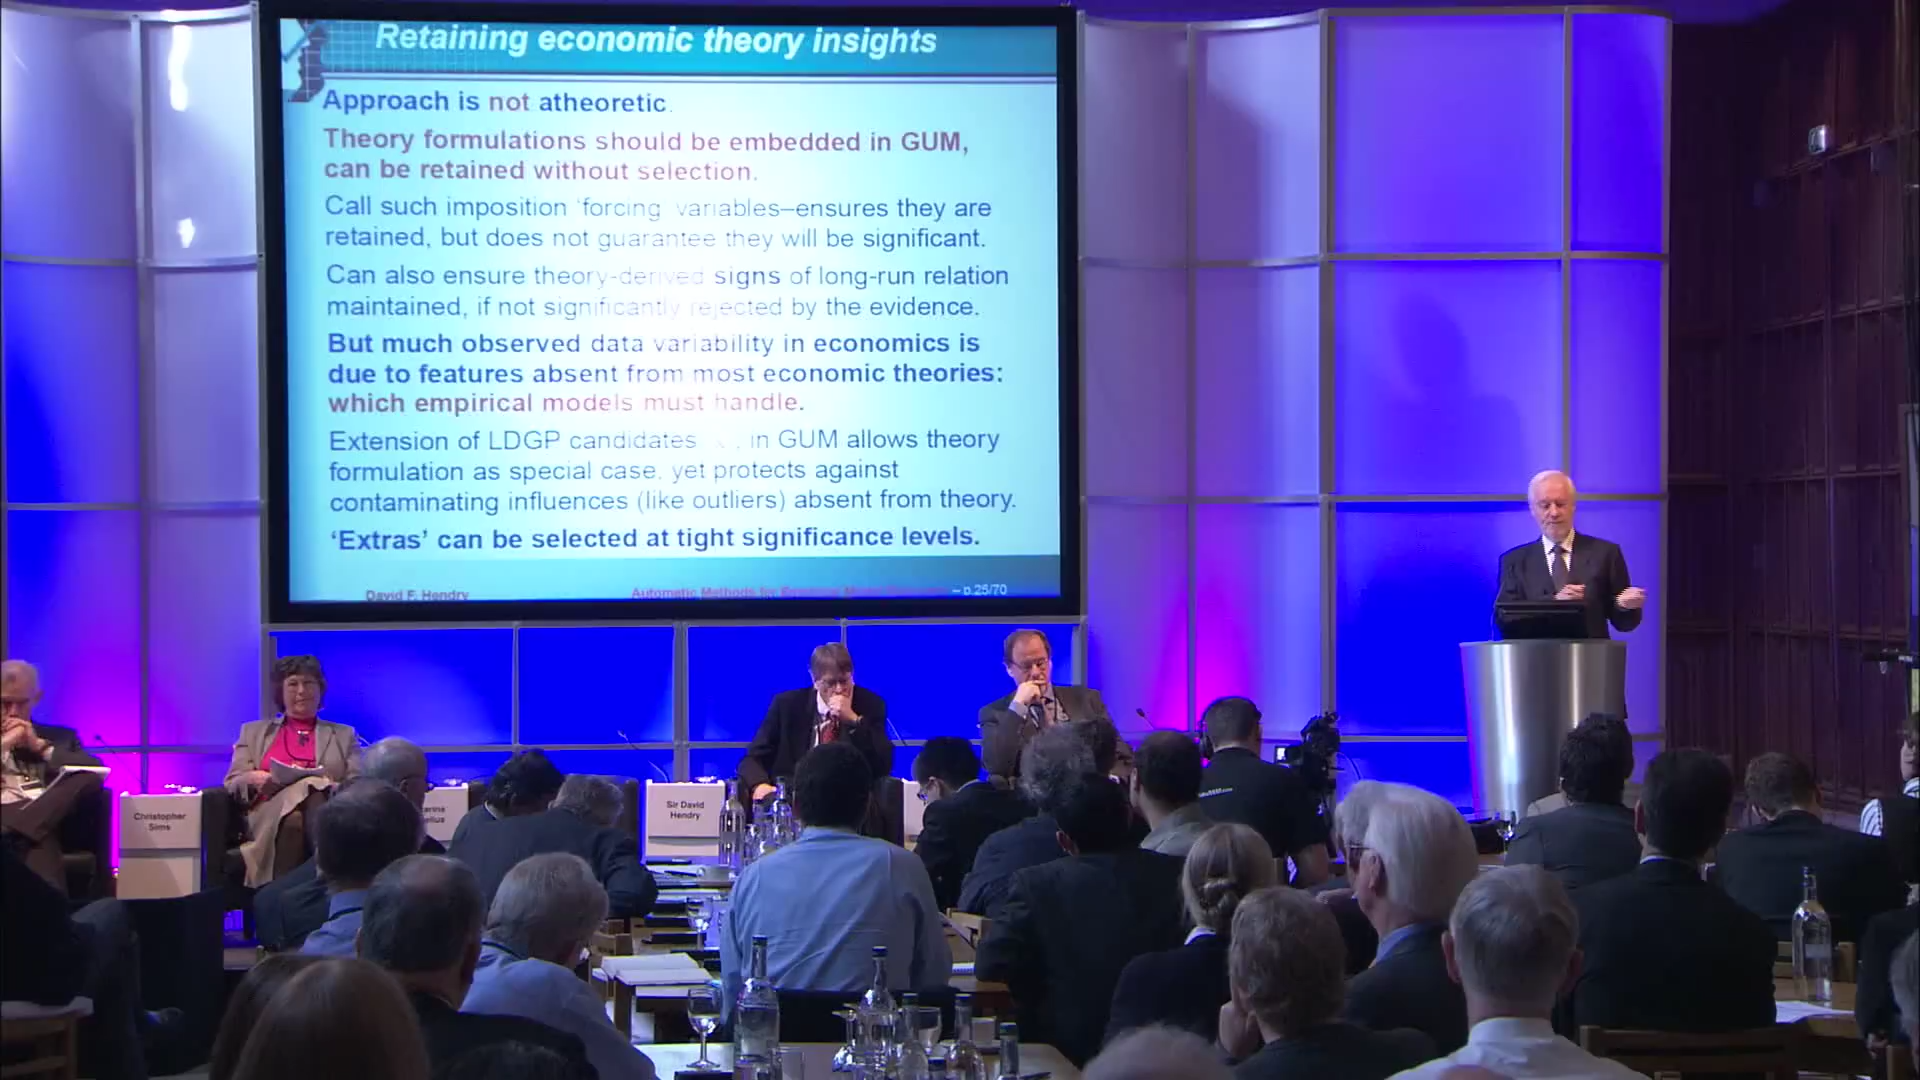 Retaining economic theory insights
Approach is not atheoretic.
Theory formulations should be embedded in GUM,
can be retained without selection.
Call such imposition 'forcing variables–ensures they are
retained, but does not guarantee they will be significant.
Can also ensure theory-derived signs of long-run relation
maintained, if not significantly rejected by the evidence.
But much observed data variability in economics is
due to features absent from most economic theories:
which empirical models must handle.
Extension of LDGP candidates in GUM allows theory
formulation as special case, yet protects against
contaminating influences (like outliers) absent from theory.
'Extras' can be selected at tight significance levels.
David F. Hendry
Automatic Methods for
– p.25/70
Christopher
Sims
Sir David
Hendry